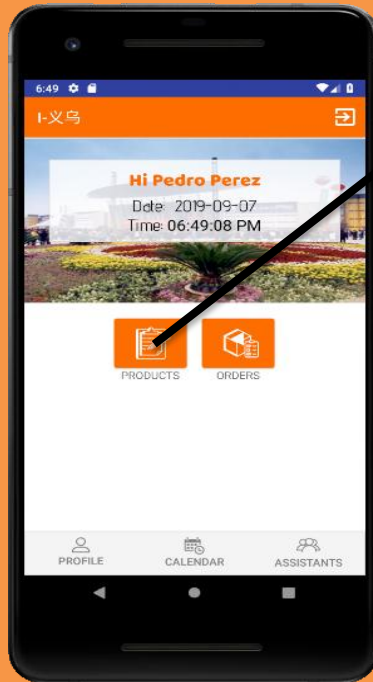 6:49
I-义乌
Hi Pedro Perez
Date: 2019-09-07
Time: 06:49:08 PM
PRODUCTS ORDERS
PROFILE CALENDAR ASSISTANTS